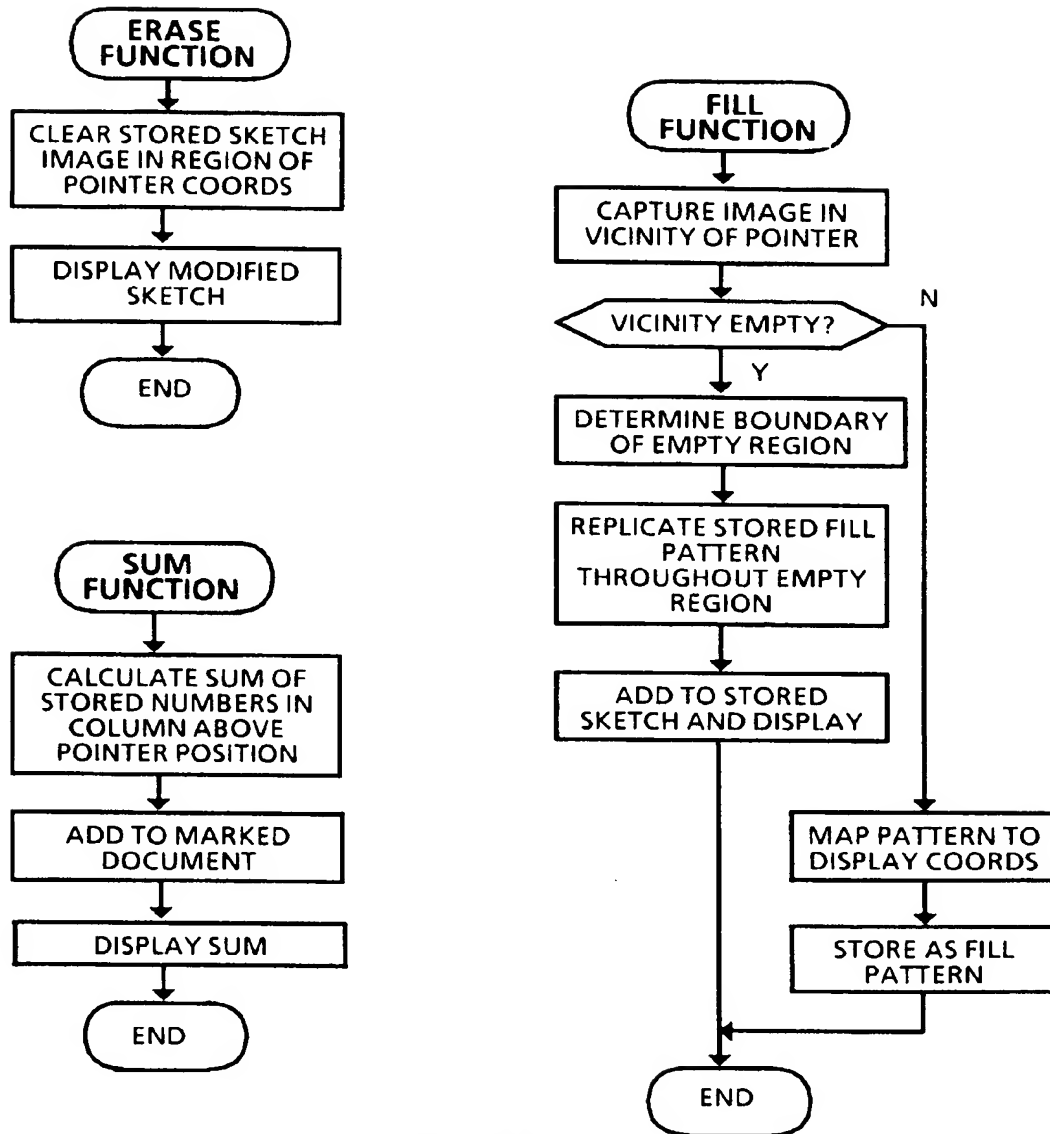 ERASE
FUNCTION
CLEAR STORED SKETCH
IMAGE IN REGION OF
POINTER COORDS
DISPLAY MODIFIED
SKETCH
END
SUM
FUNCTION
CALCULATE SUM OF
STORED NUMBERS IN
COLUMN ABOVE
POINTER POSITION
ADD TO MARKED
DOCUMENT
DISPLAY SUM
END
FILL
FUNCTION
CAPTURE IMAGE IN
VICINITY OF POINTER
VICINITY EMPTY?
N
Y
DETERMINE BOUNDARY
OF EMPTY REGION
REPLICATE STORED FILL
PATTERN
THROUGHOUT EMPTY
REGION
ADD TO STORED
SKETCH AND DISPLAY
MAP PATTERN TO
DISPLAY COORDS
STORE AS FILL
PATTERN
END